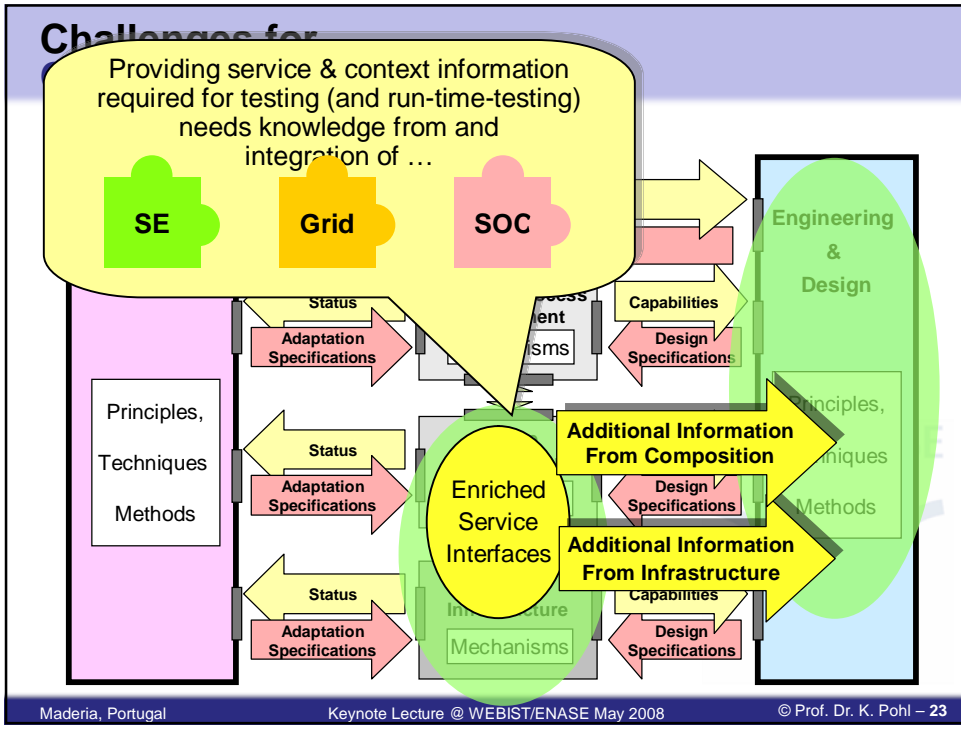 Challenges for
Providing service & context information
required for testing (and run-time-testing)
needs knowledge from and
integration of …
SE
Grid
SOC
Engineering
&
Design
Status
Capabilities
Adaptation
Specifications
Design
Specifications
Principles,
Techniques
Methods
Principles,
Techniques
Methods
Status
Adaptation
Specifications
Enriched
Service
Interfaces
Additional Information
From Composition
Design
Specifications
Additional Information
From Infrastructure
Status
Capabilities
Infrastructure
Adaptation
Specifications
Mechanisms
Design
Specifications
Maderia, Portugal
Keynote Lecture @ WEBIST/ENASE May 2008
© Prof. Dr. K. Pohl – 23